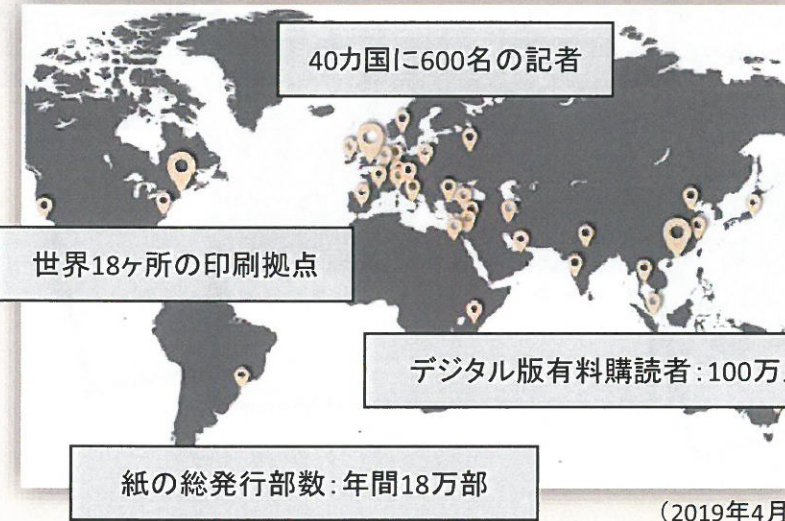 40カ国に600名の記者
世界18ヶ所の印刷拠点
デジタル版有料購読者：100万
紙の総発行部数：年間18万部
（2019年4月